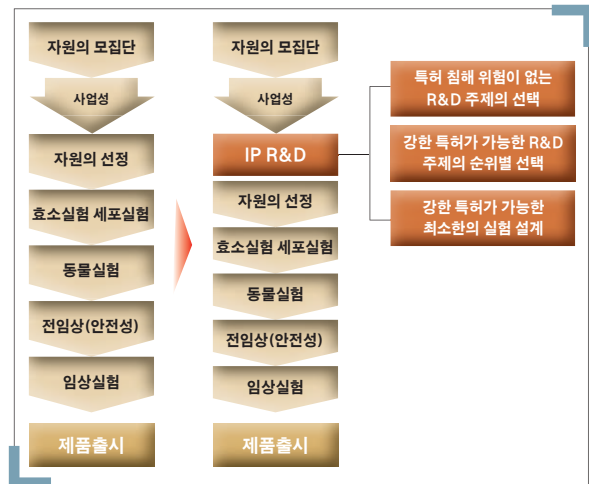 자원의 모집단
사업성
자원의 선정
효소실험 세포실험
동물실험
전임상(안전성)
임상실험
제품출시
자원의 모집단
사업성
IP R&D
자원의 선정
효소실험 세포실험
동물실험
전임상(안전성)
임상실험
제품출시
특허 침해 위험이 없는
R&D 주제의 선택
강한 특허가 가능한 R&D
주제의 순위별 선택
강한 특허가 가능한
최소한의 실험 설계